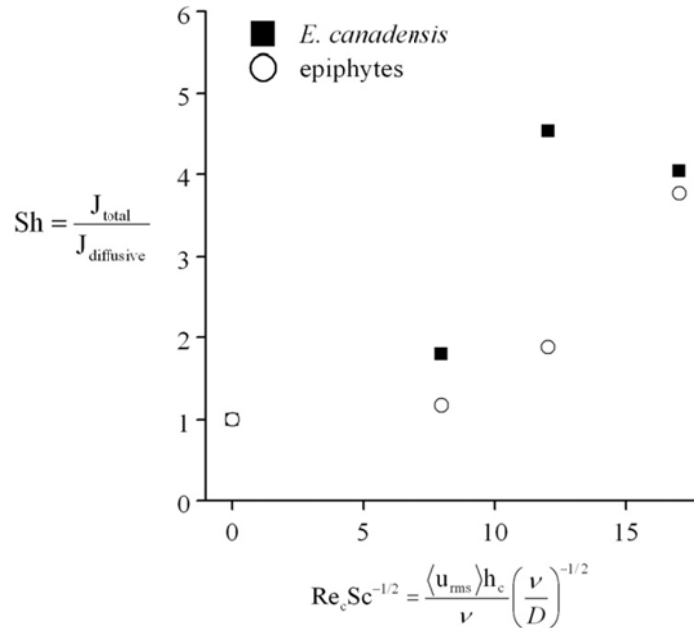 6
E. canadensis
epiphytes
5
4
Sh = J_total / J_diffusive
3
2
1
0
0 5 10 15
Re_c Sc^{-1/2} = (⟨u_rms⟩h_c / ν) (ν / D)^{-1/2}